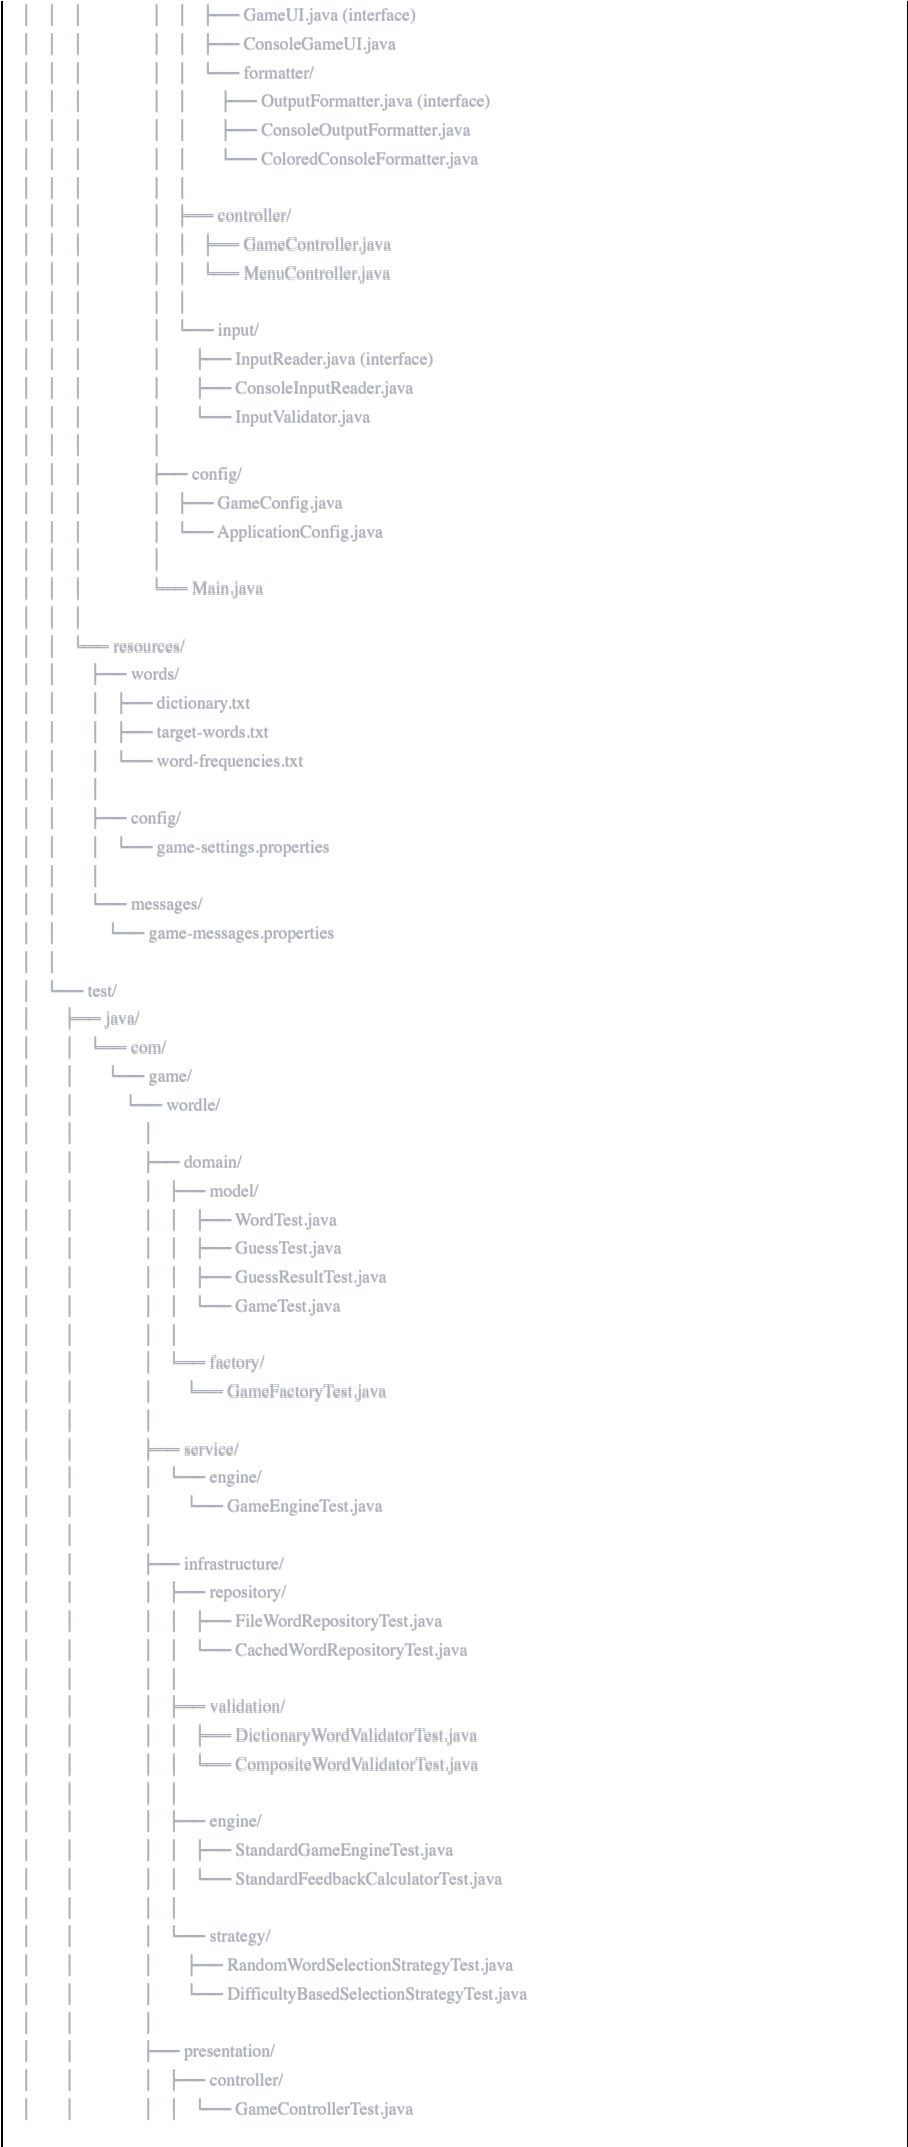 │ │ │ │ │ ├── GameUI.java (interface)
│ │ │ │ │ ├── ConsoleGameUI.java
│ │ │ │ │ └── formatter/
│ │ │ │ │ ├── OutputFormatter.java (interface)
│ │ │ │ │ ├── ConsoleOutputFormatter.java
│ │ │ │ │ └── ColoredConsoleFormatter.java
│ │ │ │ │
│ │ │ │ ├── controller/
│ │ │ │ │ ├── GameController.java
│ │ │ │ │ └── MenuController.java
│ │ │ │ │
│ │ │ │ └── input/
│ │ │ │ ├── InputReader.java (interface)
│ │ │ │ ├── ConsoleInputReader.java
│ │ │ │ └── InputValidator.java
│ │ │ │
│ │ │ ├── config/
│ │ │ │ ├── GameConfig.java
│ │ │ │ └── ApplicationConfig.java
│ │ │ │
│ │ │ └── Main.java
│ │ │
│ │ └── resources/
│ │ ├── words/
│ │ │ ├── dictionary.txt
│ │ │ ├── target-words.txt
│ │ │ └── word-frequencies.txt
│ │ │
│ │ ├── config/
│ │ │ └── game-settings.properties
│ │ │
│ │ └── messages/
│ │ └── game-messages.properties
│ │
│ └── test/
│ ├── java/
│ │ └── com/
│ │ └── game/
│ │ └── wordle/
│ │ │
│ │ ├── domain/
│ │ │ ├── model/
│ │ │ │ ├── WordTest.java
│ │ │ │ ├── GuessTest.java
│ │ │ │ ├── GuessResultTest.java
│ │ │ │ └── GameTest.java
│ │ │ │
│ │ │ └── factory/
│ │ │ └── GameFactoryTest.java
│ │ │
│ │ ├── service/
│ │ │ └── engine/
│ │ │ └── GameEngineTest.java
│ │ │
│ │ ├── infrastructure/
│ │ │ ├── repository/
│ │ │ │ ├── FileWordRepositoryTest.java
│ │ │ │ └── CachedWordRepositoryTest.java
│ │ │ │
│ │ │ ├── validation/
│ │ │ │ ├── DictionaryWordValidatorTest.java
│ │ │ │ └── CompositeWordValidatorTest.java
│ │ │ │
│ │ │ ├── engine/
│ │ │ │ ├── StandardGameEngineTest.java
│ │ │ │ └── StandardFeedbackCalculatorTest.java
│ │ │ │
│ │ │ └── strategy/
│ │ │ ├── RandomWordSelectionStrategyTest.java
│ │ │ └── DifficultyBasedSelectionStrategyTest.java
│ │ │
│ │ ├── presentation/
│ │ │ ├── controller/
│ │ │ │ └── GameControllerTest.java